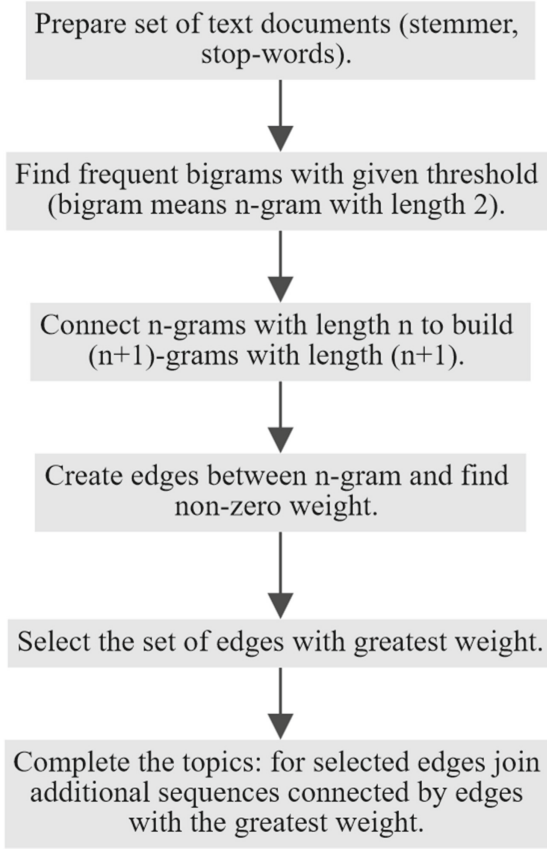 Prepare set of text documents (stemmer,
stop-words).
Find frequent bigrams with given threshold
(bigram means n-gram with length 2).
Connect n-grams with length n to build
(n+1)-grams with length (n+1).
Create edges between n-gram and find
non-zero weight.
Select the set of edges with greatest weight.
Complete the topics: for selected edges join
additional sequences connected by edges
with the greatest weight.